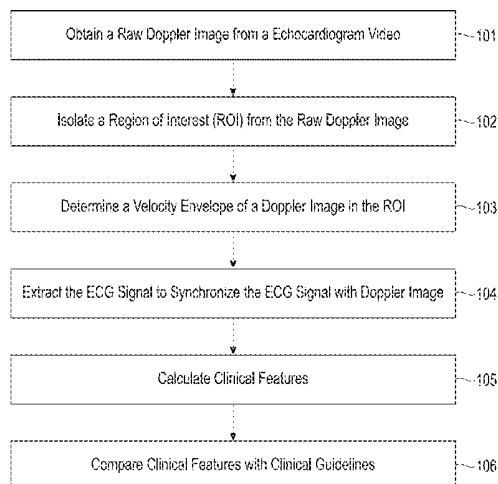 Obtain a Raw Doppler Image from a Echocardiogram Video
101
Isolate a Region of Interest (ROI) from the Raw Doppler Image
102
Determine a Velocity Envelope of a Doppler Image in the ROI
103
Extract the ECG Signal to Synchronize the ECG Signal with Doppler Image
104
Calculate Clinical Features
105
Compare Clinical Features with Clinical Guidelines
106